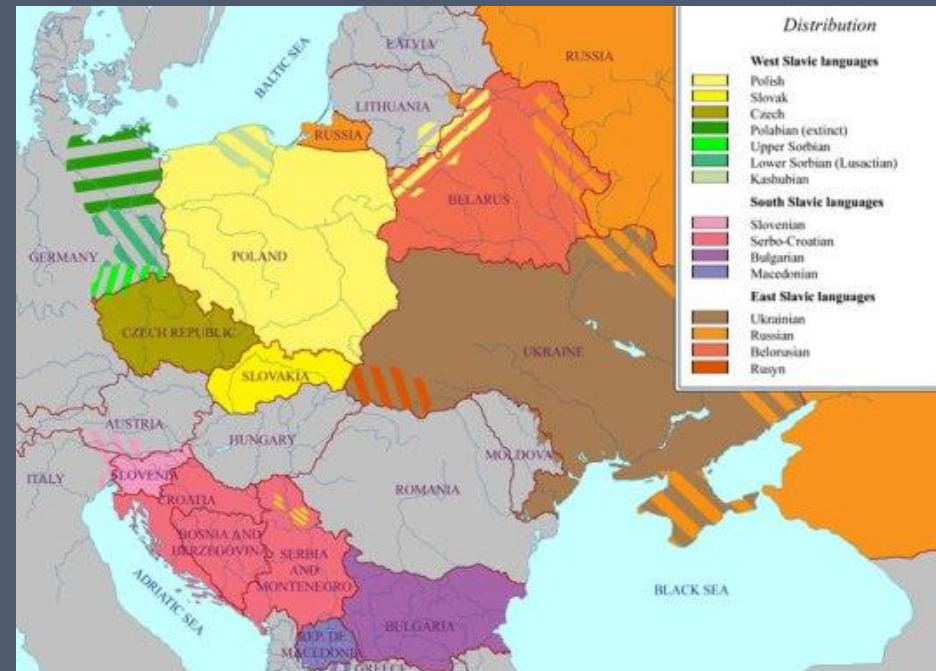 Distribution
West Slavic languages
Polish
Slovak
Czech
Polabian (extinct)
Upper Sorbian
Lower Sorbian (Lusactian)
Kashubian
South Slavic languages
Slovenian
Serbo-Croatian
Bulgarian
Macedonian
East Slavic languages
Ukrainian
Russian
Belorusian
Rusyn
LATVIA
RUSSIA
BALTIC SEA
LITHUANIA
RUSSIA
BELARUS
GERMANY
POLAND
CZECH REPUBLIC
UKRAINE
SLOVAKIA
AUSTRIA
HUNGARY
MOLDOVA
ITALY
SLOVENIA
ROMANIA
CROATIA
BOSNIA AND
HERZEGOVINA
SERBIA
AND
MONTENEGRO
ADRIATIC SEA
BLACK SEA
BULGARIA
REP. DE
MACEDONI
GREECE